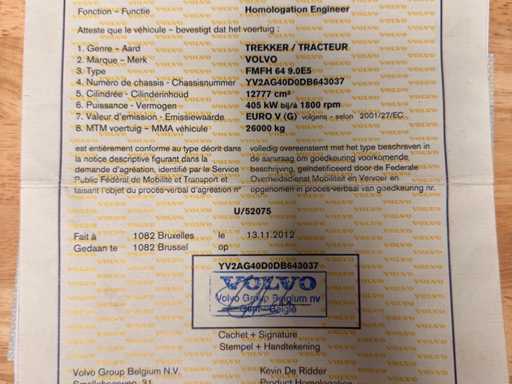 Fonction – Functie Homologation Engineer
Atteste que le véhicule – bevestigt dat het voertuig :
1. Genre – Aard TREKKER / TRACTEUR
2. Marque – Merk VOLVO
3. Type FMFH 64 9.0E5
4. Numéro de chassis - Chassisnummer YV2AG40D0DB643037
5. Cilindrée - Cilinderinhoud 12777 cm³
6. Puissance - Vermogen 405 kW bij/à 1800 rpm
7. Valeur d'émission - Emissiewaarde EURO V (G) volgens - selon 2001/27/EC
8. MTM voertuig – MMA véhicule 26000 kg
est entièrement conforme au type décrit dans
la notice descriptive figurant dans la
demande d'agréation, identifié par le Service
Public Fédéral de Mobilité et Transport et
faisant l'objet du procès-verbal d'agréation n°
volledig overeenstemt met het type beschreven in
de aanvraag om goedkeuring voorkomende
beschrijving, geïndentificeerd door de Federale
Overheidsdienst Mobiliteit en Vervoer en
opgenomen in proces-verbaal van goedkeuring nr.
U/52075
Fait à 1082 Bruxelles le 13.11.2012
Gedaan te 1082 Brussel op
YV2AG40D0DB643037
VOLVO
Volvo Group Belgium nv
Gent - België
Cachet + Signature
Stempel + Handtekening
Volvo Group Belgium N.V. Kevin De Ridder
31 Product Homologation